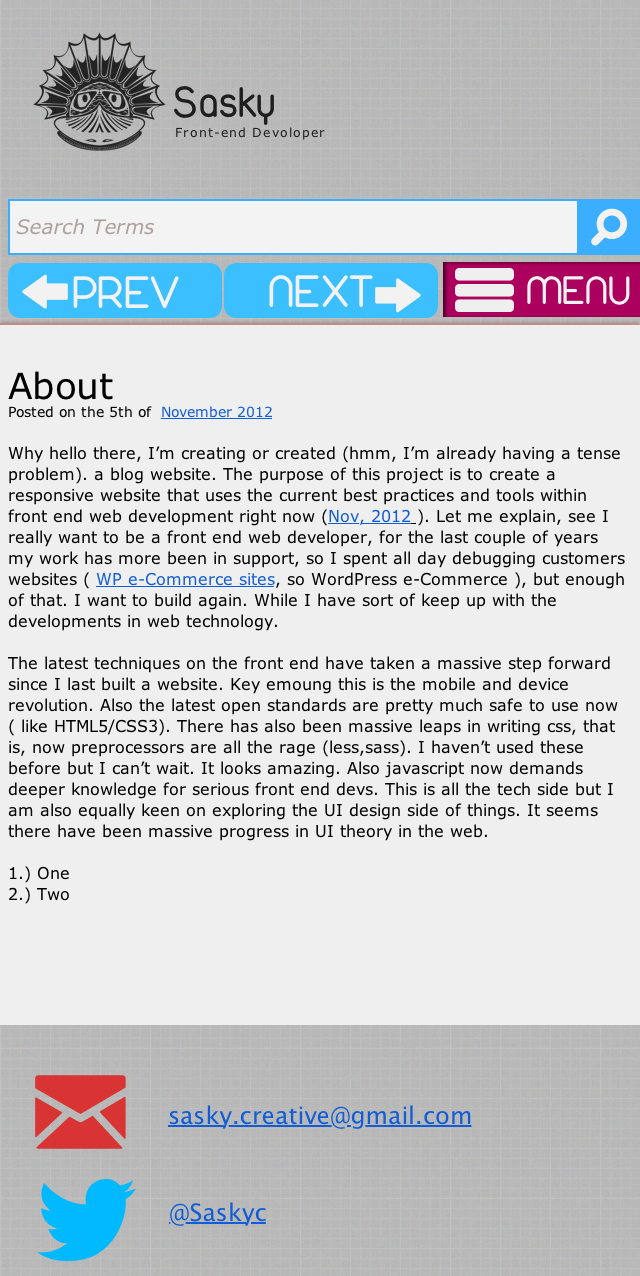 Sasky
Front-end Devoloper
Search Terms
PREV
NEXT
MENU
About
Posted on the 5th of November 2012
Why hello there, I’m creating or created (hmm, I’m already having a tense
problem). a blog website. The purpose of this project is to create a
responsive website that uses the current best practices and tools within
front end web development right now (Nov, 2012 ). Let me explain, see I
really want to be a front end web developer, for the last couple of years
my work has more been in support, so I spent all day debugging customers
websites ( WP e-Commerce sites, so WordPress e-Commerce ), but enough
of that. I want to build again. While I have sort of keep up with the
developments in web technology.
The latest techniques on the front end have taken a massive step forward
since I last built a website. Key emoung this is the mobile and device
revolution. Also the latest open standards are pretty much safe to use now
( like HTML5/CSS3). There has also been massive leaps in writing css, that
is, now preprocessors are all the rage (less,sass). I haven’t used these
before but I can’t wait. It looks amazing. Also javascript now demands
deeper knowledge for serious front end devs. This is all the tech side but I
am also equally keen on exploring the UI design side of things. It seems
there have been massive progress in UI theory in the web.
1.) One
2.) Two
sasky.creative@gmail.com
@Saskyc